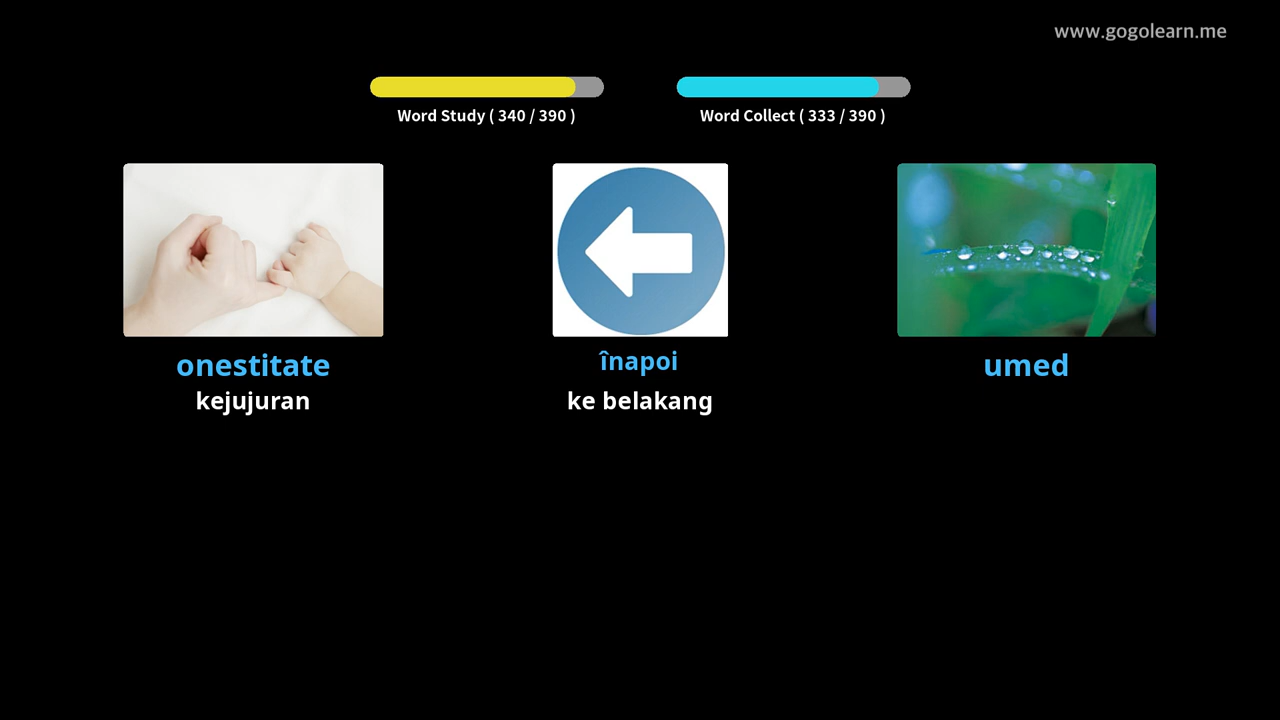 www.gogolearn.me
Word Study ( 340 / 390 )
Word Collect ( 333 / 390 )
onestitate
kejujuran
înapoi
ke belakang
umed